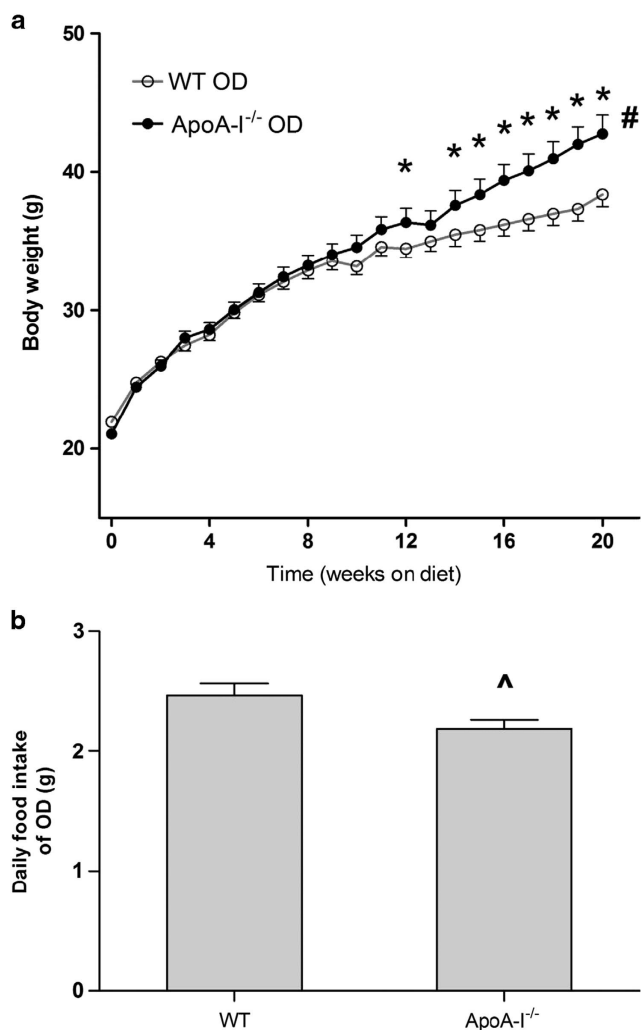 a
50
40
30
20
Body weight (g)
WT OD
ApoA-I⁻/⁻ OD
* * * * * * * *
#
0 4 8 12 16 20
Time (weeks on diet)
b
3
2
1
0
Daily food intake
of OD (g)
^
WT ApoA-I⁻/⁻